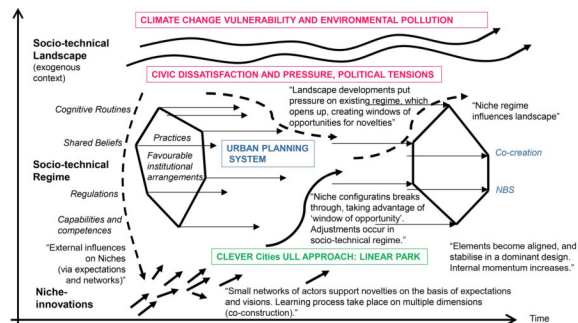 CLIMATE CHANGE VULNERABILITY AND ENVIRONMENTAL POLLUTION
Socio-technical
Landscape
(exogenous
context)
CIVIC DISSATISFACTION AND PRESSURE, POLITICAL TENSIONS
“Landscape developments put
pressure on existing regime, which
opens up, creating windows of
opportunities for novelties”
“Niche regime
influences landscape”
Cognitive Routines
Shared Beliefs
Practices
Favourable
institutional
arrangements
URBAN PLANNING
SYSTEM
Co-creation
Socio-technical
Regime
Regulations
NBS
“Niche configuratins breaks
through, taking advantage of
‘window of opportunity’.
Adjustments occur in
socio-technical regime.”
Capabilities and
competences
“External influences
on Niches
(via expectations
and networks)”
CLEVER Cities ULL APPROACH: LINEAR PARK
“Elements become aligned, and
stabilise in a dominant design.
Internal momentum increases.”
Niche-
innovations
“Small networks of actors support novelties on the basis of expectations
and visions. Learning process take place on multiple dimensions
(co-construction).”
Time